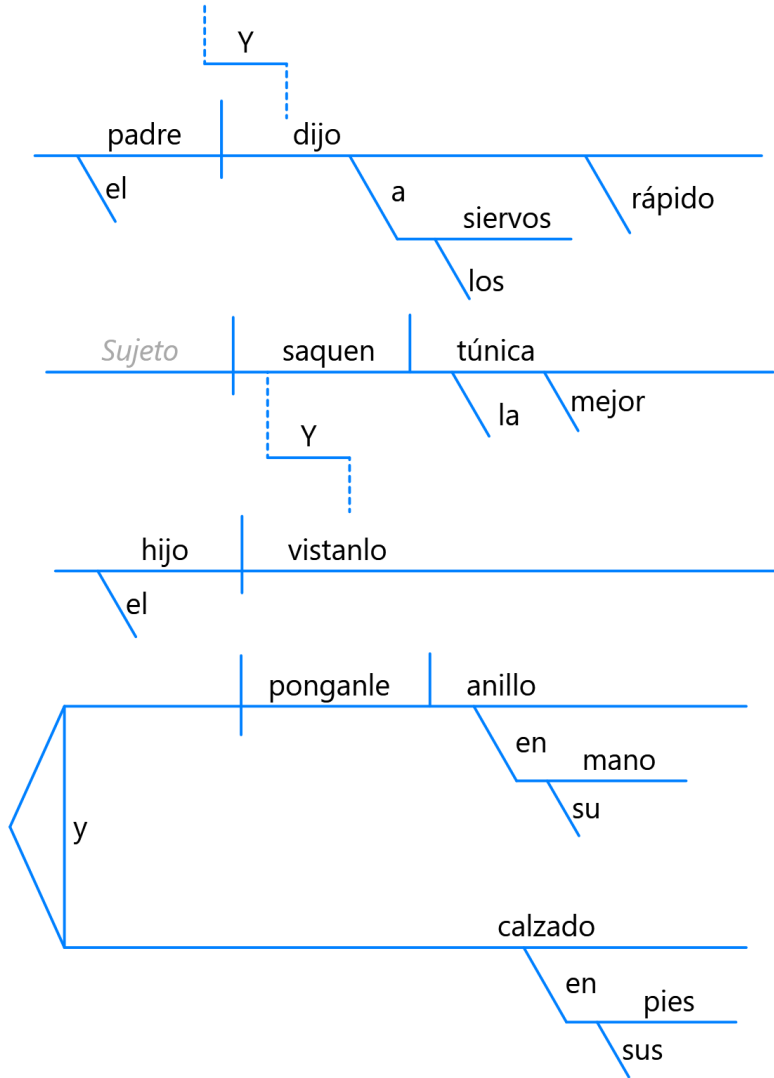 Y
padre dijo
el a rápido
siervos
los
Sujeto saquen túnica
la mejor
Y
hijo vistanlo
el
ponganle anillo
en mano
su
y
calzado
en pies
sus